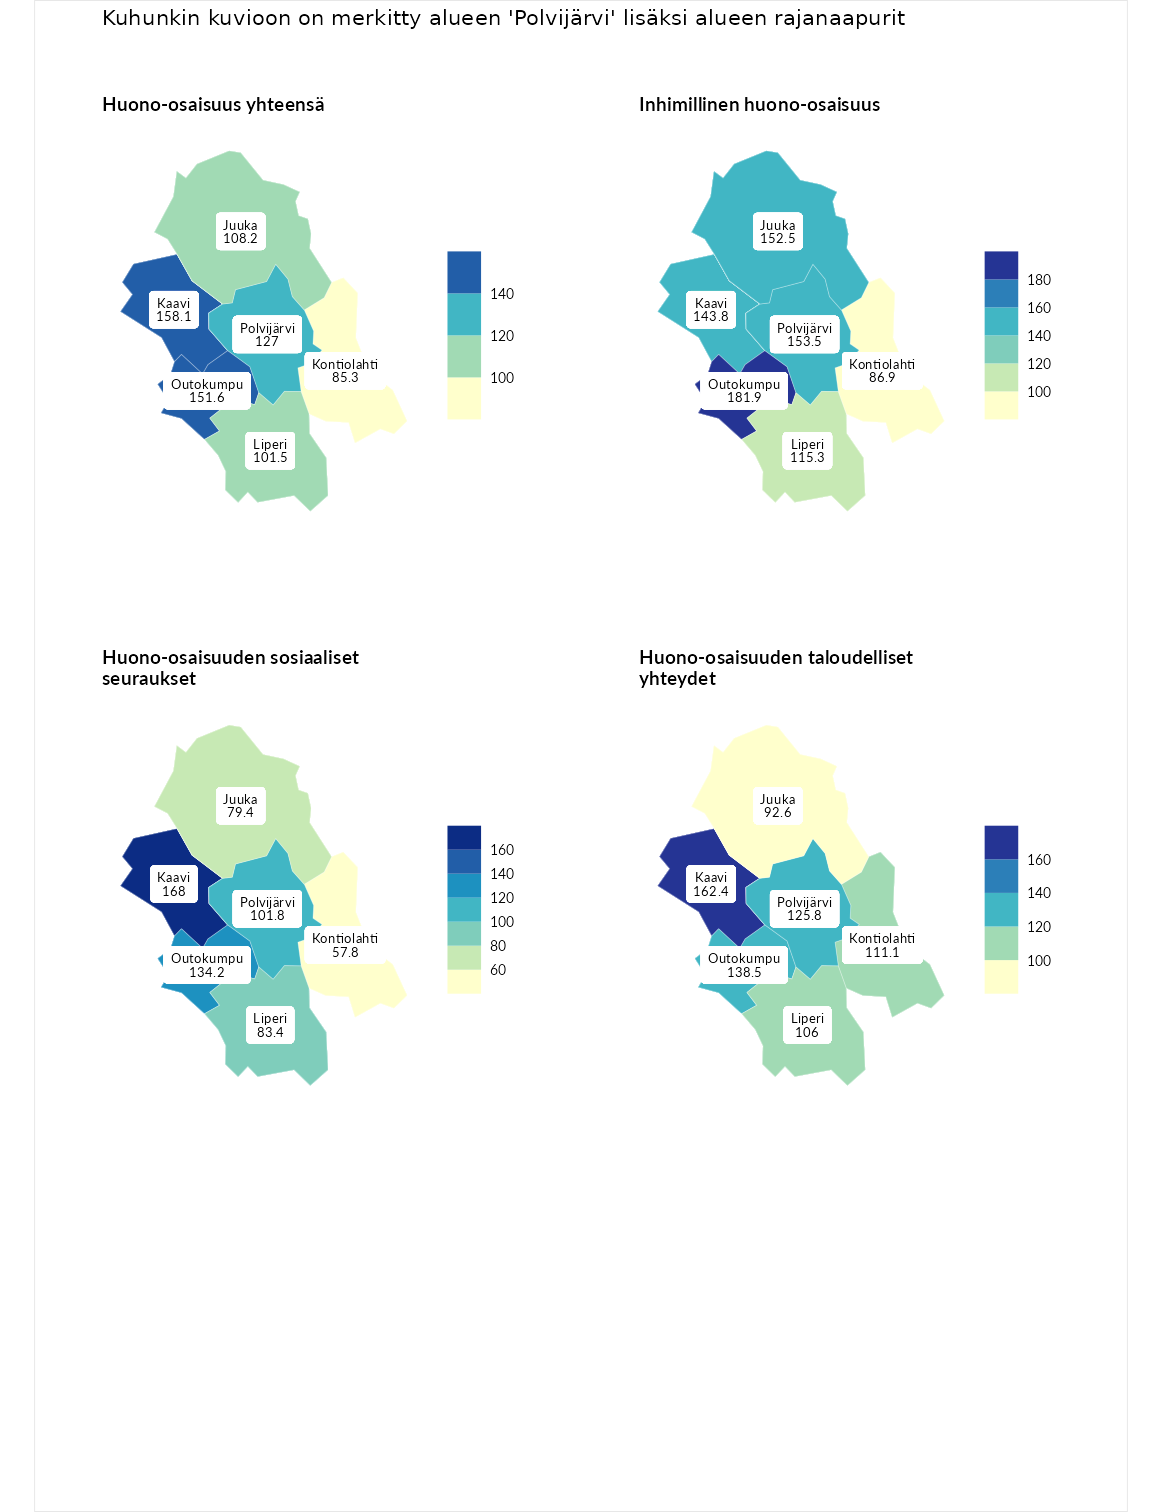 Kuhunkin kuvioon on merkitty alueen 'Polvijärvi' lisäksi alueen rajanaapurit
Huono-osaisuus yhteensä
Juuka
108.2
Kaavi
158.1
Polvijärvi
127
Kontiolahti
85.3
Outokumpu
151.6
Liperi
101.5
140
120
100
Inhimillinen huono-osaisuus
Juuka
152.5
Kaavi
143.8
Polvijärvi
153.5
Kontiolahti
86.9
Outokumpu
181.9
Liperi
115.3
180
160
140
120
100
Huono-osaisuuden sosiaaliset
seuraukset
Juuka
79.4
Kaavi
168
Polvijärvi
101.8
Kontiolahti
57.8
Outokumpu
134.2
Liperi
83.4
160
140
120
100
80
60
Huono-osaisuuden taloudelliset
yhteydet
Juuka
92.6
Kaavi
162.4
Polvijärvi
125.8
Kontiolahti
111.1
Outokumpu
138.5
Liperi
106
160
140
120
100